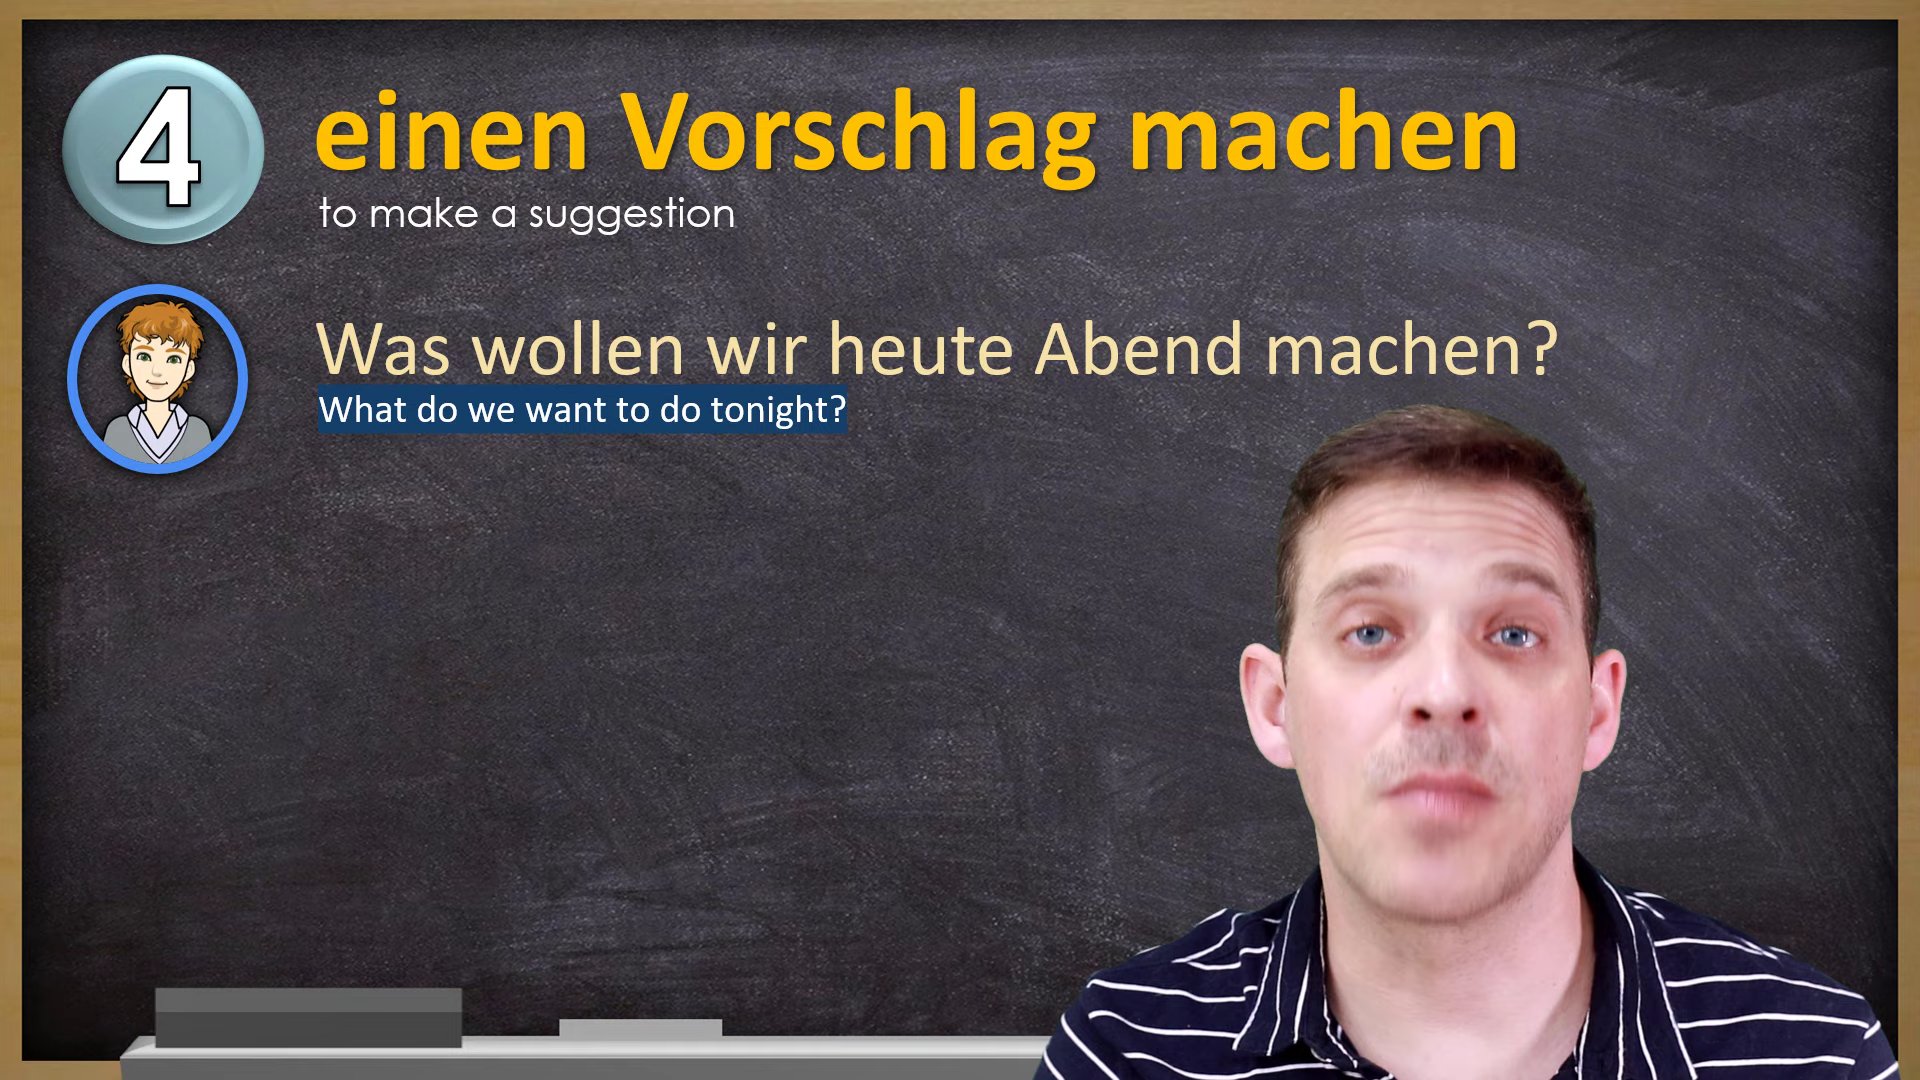 4
einen Vorschlag machen
to make a suggestion
Was wollen wir heute Abend machen?
What do we want to do tonight?